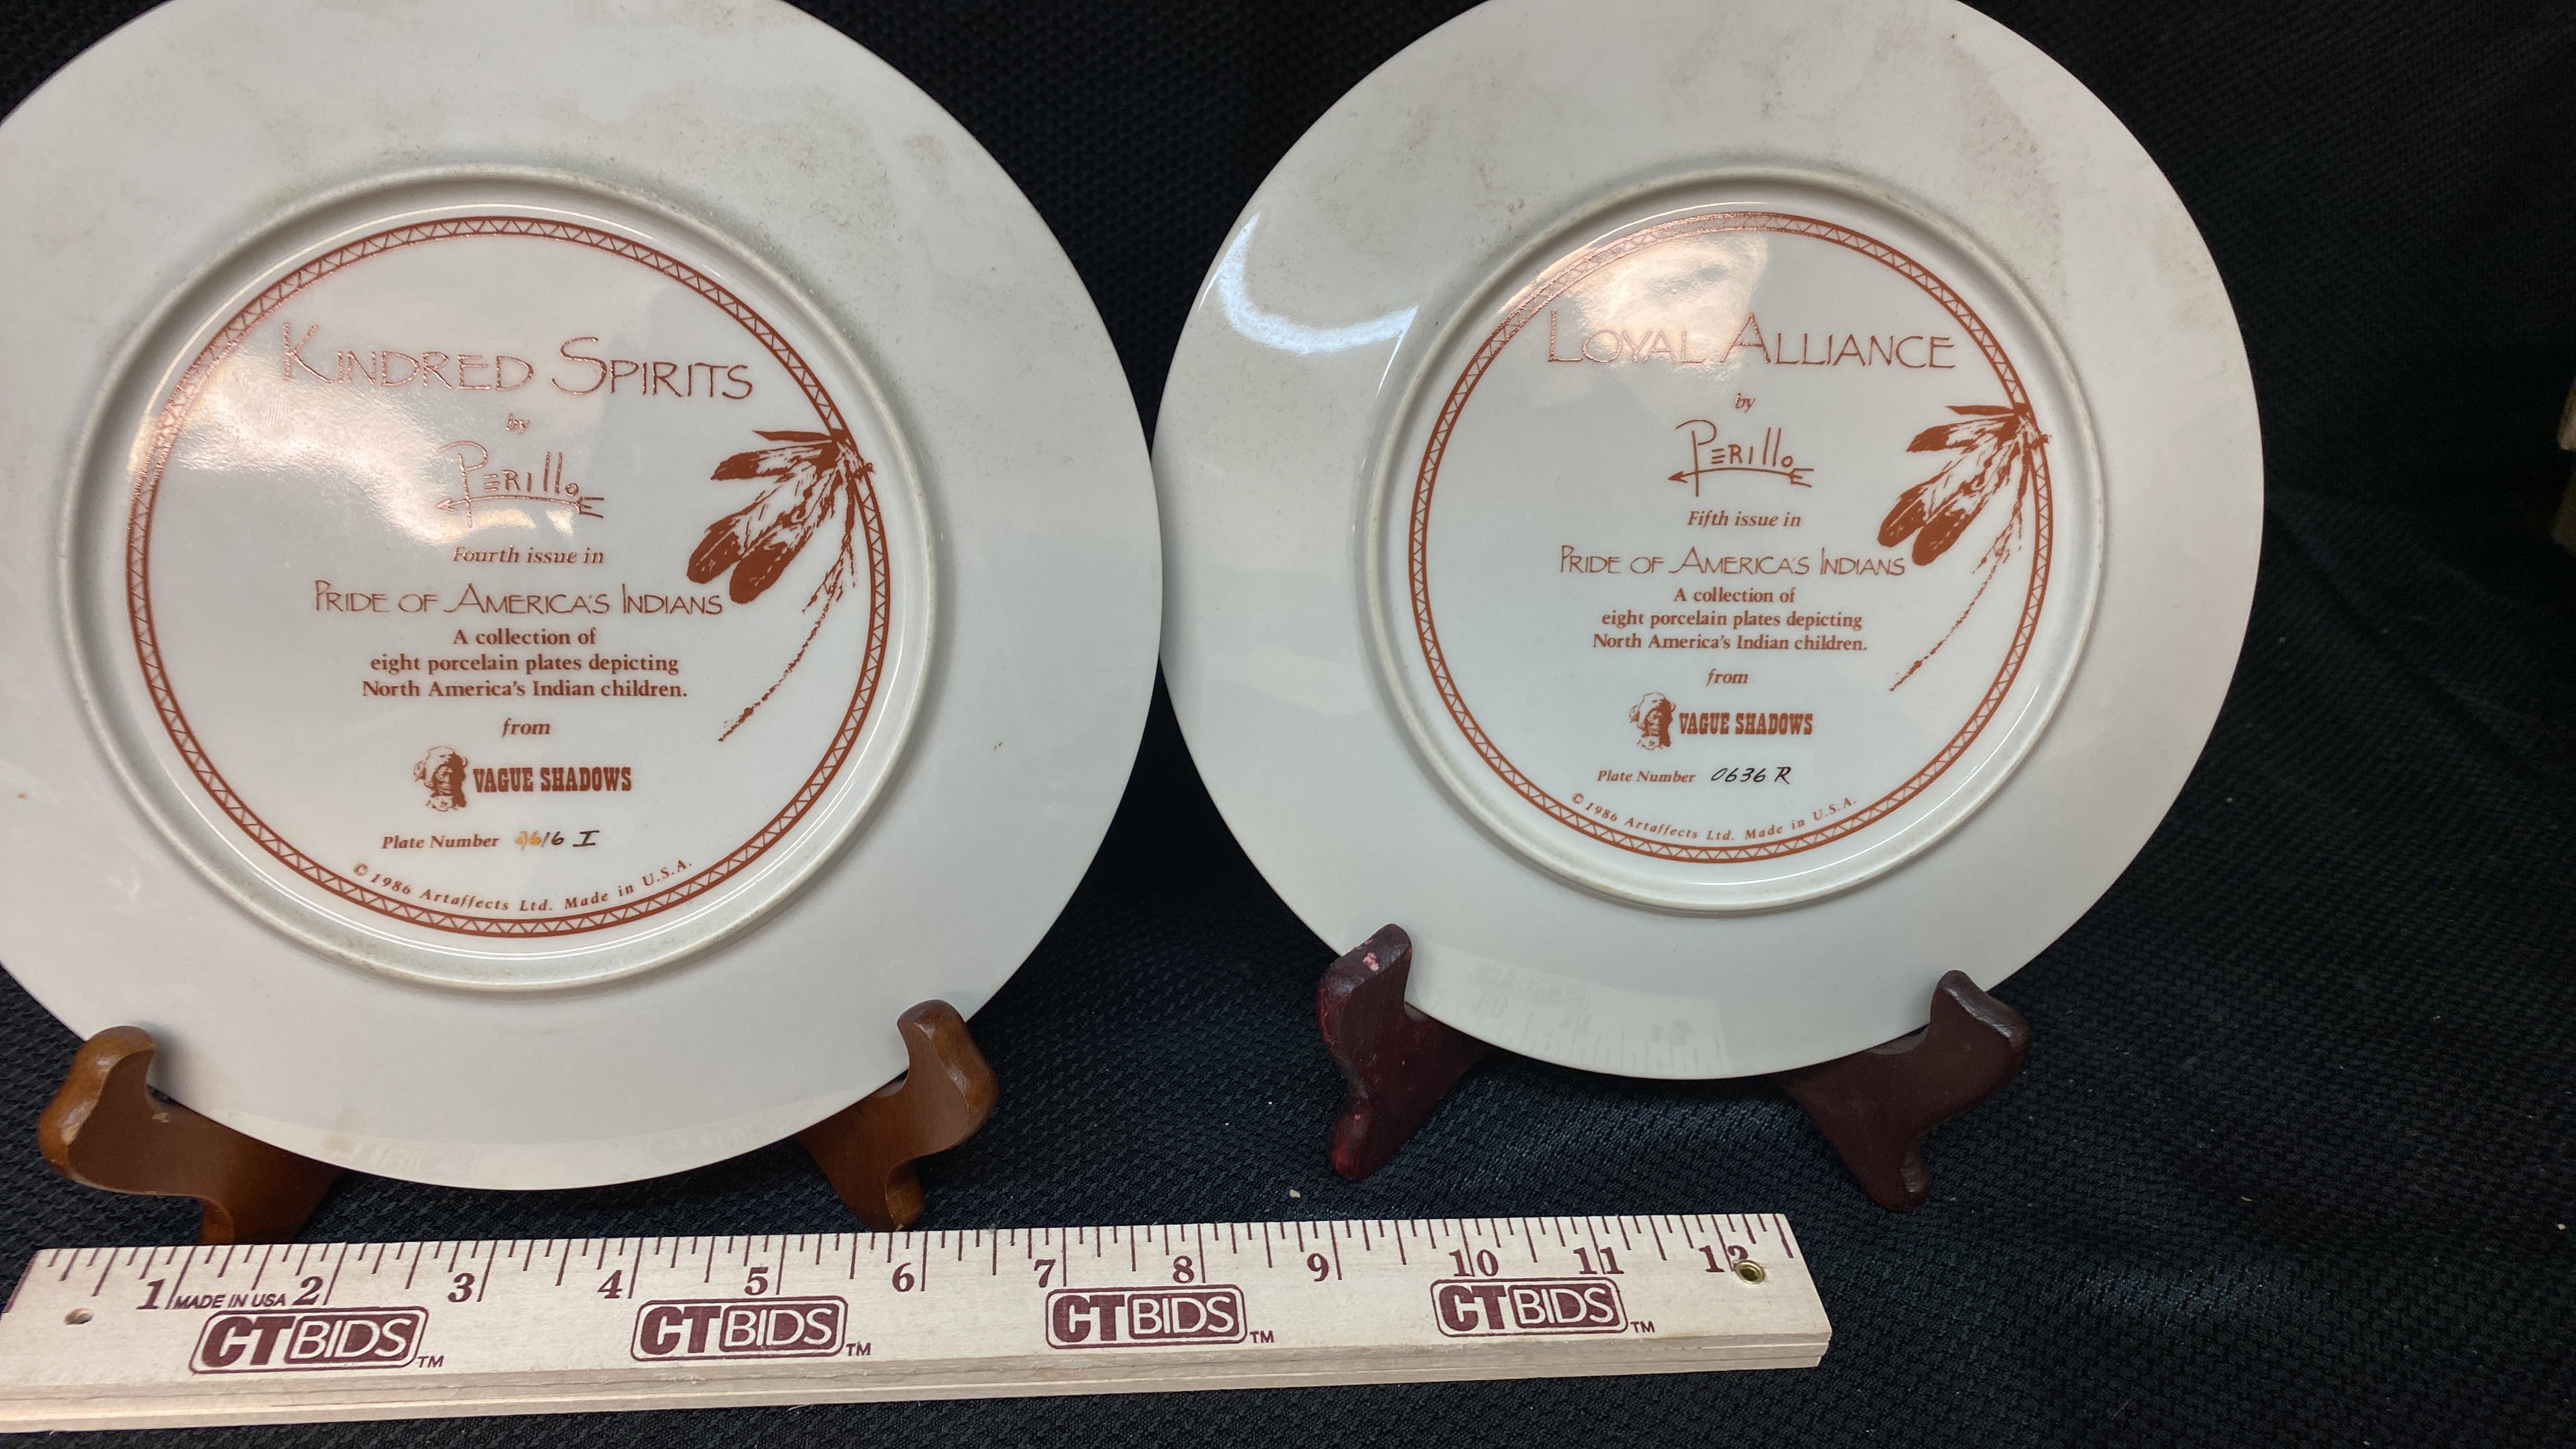 KINDRED SPIRITS
by
PERILLO
Fourth issue in
PRIDE OF AMERICA'S INDIANS
A collection of
eight porcelain plates depicting
North America's Indian children.
from
VAGUE SHADOWS
Plate Number I
© 1986 Artaffects Ltd. Made in U.S.A.
LOYAL ALLIANCE
by
PERILLO
Fifth issue in
PRIDE OF AMERICA'S INDIANS
A collection of
eight porcelain plates depicting
North America's Indian children.
from
VAGUE SHADOWS
Plate Number 0636 R
© 1986 Artaffects Ltd. Made in U.S.A.
1 2 3 4 5 6 7 8 9 10 11 12
MADE IN USA
CTBIDS™ CTBIDS™ CTBIDS™ CTBIDS™